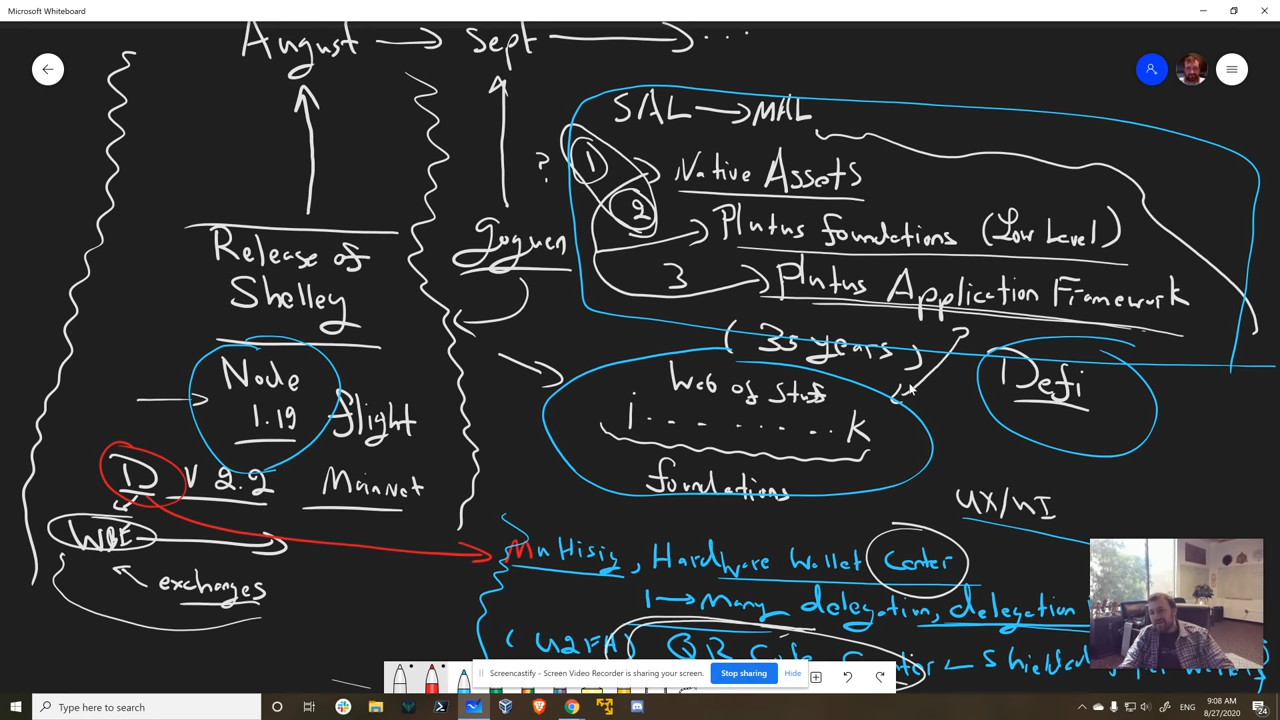 Microsoft Whiteboard
August → Sept → ...
SAL → MAL
?
1
Native Assets
2
Plutus foundations (Low Level)
3
Plutus Application Framework
Goguen
Release of
Shelley
(35 years)
Defi
Node
1.19
flight
Web of Stuff
i - - - - - - - k
foundations
D V 2.2 Mainnet
UX/UI
WBE
exchanges
Multisig, Hardware Wallet Center
1 → Many delegation, delegation
(U2FA) QR Code Center ← Shielded
Screencastify - Screen Video Recorder is sharing your screen.
Stop sharing
Hide
Type here to search
9:08 AM
8/27/2020
24